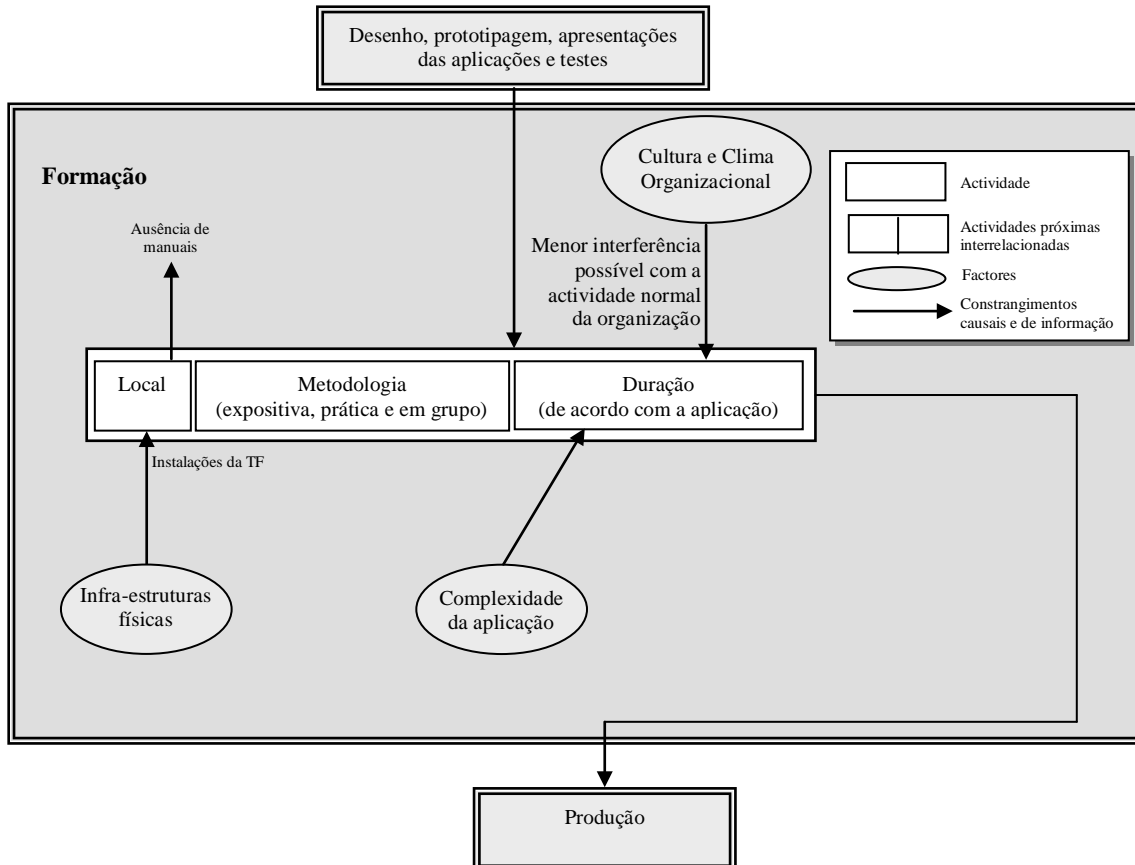 Desenho, prototipagem, apresentações
das aplicações e testes
Formação
Cultura e Clima
Organizacional
Actividade
Actividades próximas
interrelacionadas
Factores
Constrangimentos
causais e de informação
Ausência de
manuais
Menor interferência
possível com a
actividade normal
da organização
Local
Metodologia
(expositiva, prática e em grupo)
Duração
(de acordo com a aplicação)
Instalações da TF
Infra-estruturas
físicas
Complexidade
da aplicação
Produção